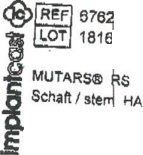 implantcast
REF 6762
LOT 1816
MUTARS® RS
Schaft / stem HA